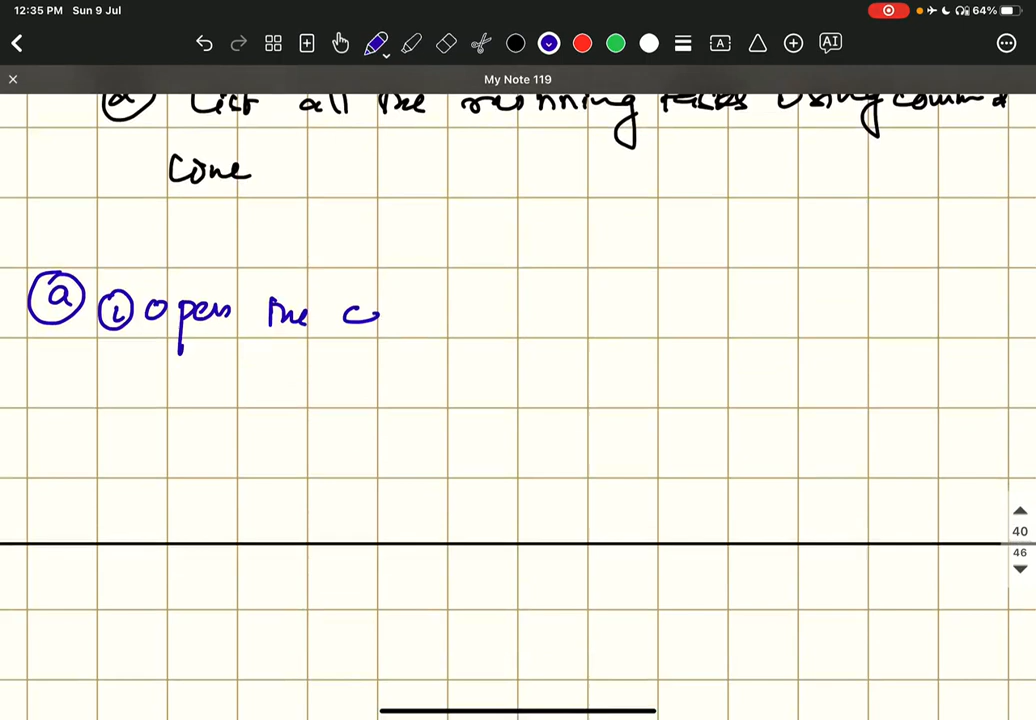 12:35 PM Sun 9 Jul 64%
A AI
My Note 119
(a) List all the running tasks using command
Line
(a) (i) open the c
40
46